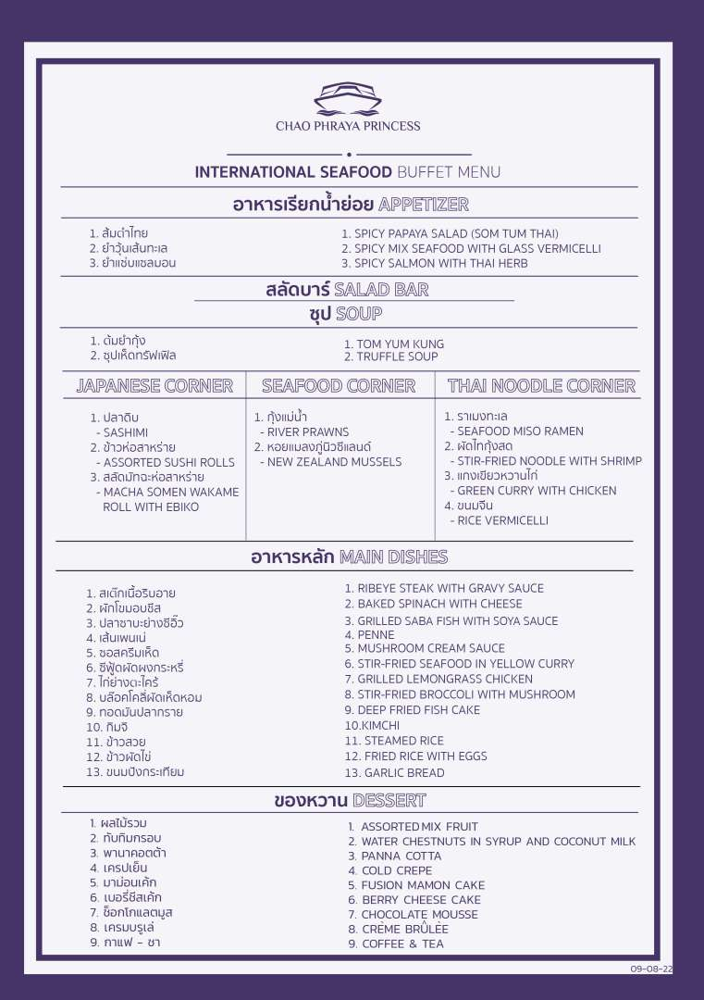 CHAO PHRAYA PRINCESS
INTERNATIONAL SEAFOOD BUFFET MENU
อาหารเรียกน้ำย่อย APPETIZER
1. ส้มตำไทย
2. ยำวุ้นเส้นทะเล
3. ยำแซ่บแซลมอน
1. SPICY PAPAYA SALAD (SOM TUM THAI)
2. SPICY MIX SEAFOOD WITH GLASS VERMICELLI
3. SPICY SALMON WITH THAI HERB
สลัดบาร์ SALAD BAR
ซุป SOUP
1. ต้มยำกุ้ง
2. ซุปเห็ดทรัฟเฟิล
1. TOM YUM KUNG
2. TRUFFLE SOUP
JAPANESE CORNER
1. ปลาดิบ
- SASHIMI
2. ข้าวห่อสาหร่าย
- ASSORTED SUSHI ROLLS
3. สลัดมัทฉะห่อสาหร่าย
- MACHA SOMEN WAKAME
ROLL WITH EBIKO
SEAFOOD CORNER
1. กุ้งแม่น้ำ
- RIVER PRAWNS
2. หอยแมลงภู่นิวซีแลนด์
- NEW ZEALAND MUSSELS
THAI NOODLE CORNER
1. ราเมงทะเล
- SEAFOOD MISO RAMEN
2. ผัดไทกุ้งสด
- STIR-FRIED NOODLE WITH SHRIMP
3. แกงเขียวหวานไก่
- GREEN CURRY WITH CHICKEN
4. ขนมจีน
- RICE VERMICELLI
อาหารหลัก MAIN DISHES
1. สเต๊กเนื้อริบอาย
2. ผักโขมอบชีส
3. ปลาซาบะย่างซีอิ๊ว
4. เส้นเพนเน่
5. ซอสครีมเห็ด
6. ซีฟู้ดผัดผงกระหรี่
7. ไก่ย่างตะไคร้
8. บล๊อคโคลี่ผัดเห็ดหอม
9. ทอดมันปลากราย
10. กิมจิ
11. ข้าวสวย
12. ข้าวผัดไข่
13. ขนมปังกระเทียม
1. RIBEYE STEAK WITH GRAVY SAUCE
2. BAKED SPINACH WITH CHEESE
3. GRILLED SABA FISH WITH SOYA SAUCE
4. PENNE
5. MUSHROOM CREAM SAUCE
6. STIR-FRIED SEAFOOD IN YELLOW CURRY
7. GRILLED LEMONGRASS CHICKEN
8. STIR-FRIED BROCCOLI WITH MUSHROOM
9. DEEP FRIED FISH CAKE
10.KIMCHI
11. STEAMED RICE
12. FRIED RICE WITH EGGS
13. GARLIC BREAD
ของหวาน DESSERT
1. ผลไม้รวม
2. ทับทิมกรอบ
3. พานาคอตต้า
4. เครปเย็น
5. มาม่อนเค้ก
6. เบอรี่ชีสเค้ก
7. ช็อกโกแลตมูส
8. เครมบรูเล่
9. กาแฟ - ชา
1. ASSORTED MIX FRUIT
2. WATER CHESTNUTS IN SYRUP AND COCONUT MILK
3. PANNA COTTA
4. COLD CREPE
5. FUSION MAMON CAKE
6. BERRY CHEESE CAKE
7. CHOCOLATE MOUSSE
8. CRÈME BRÛLÉE
9. COFFEE & TEA
09-08-22